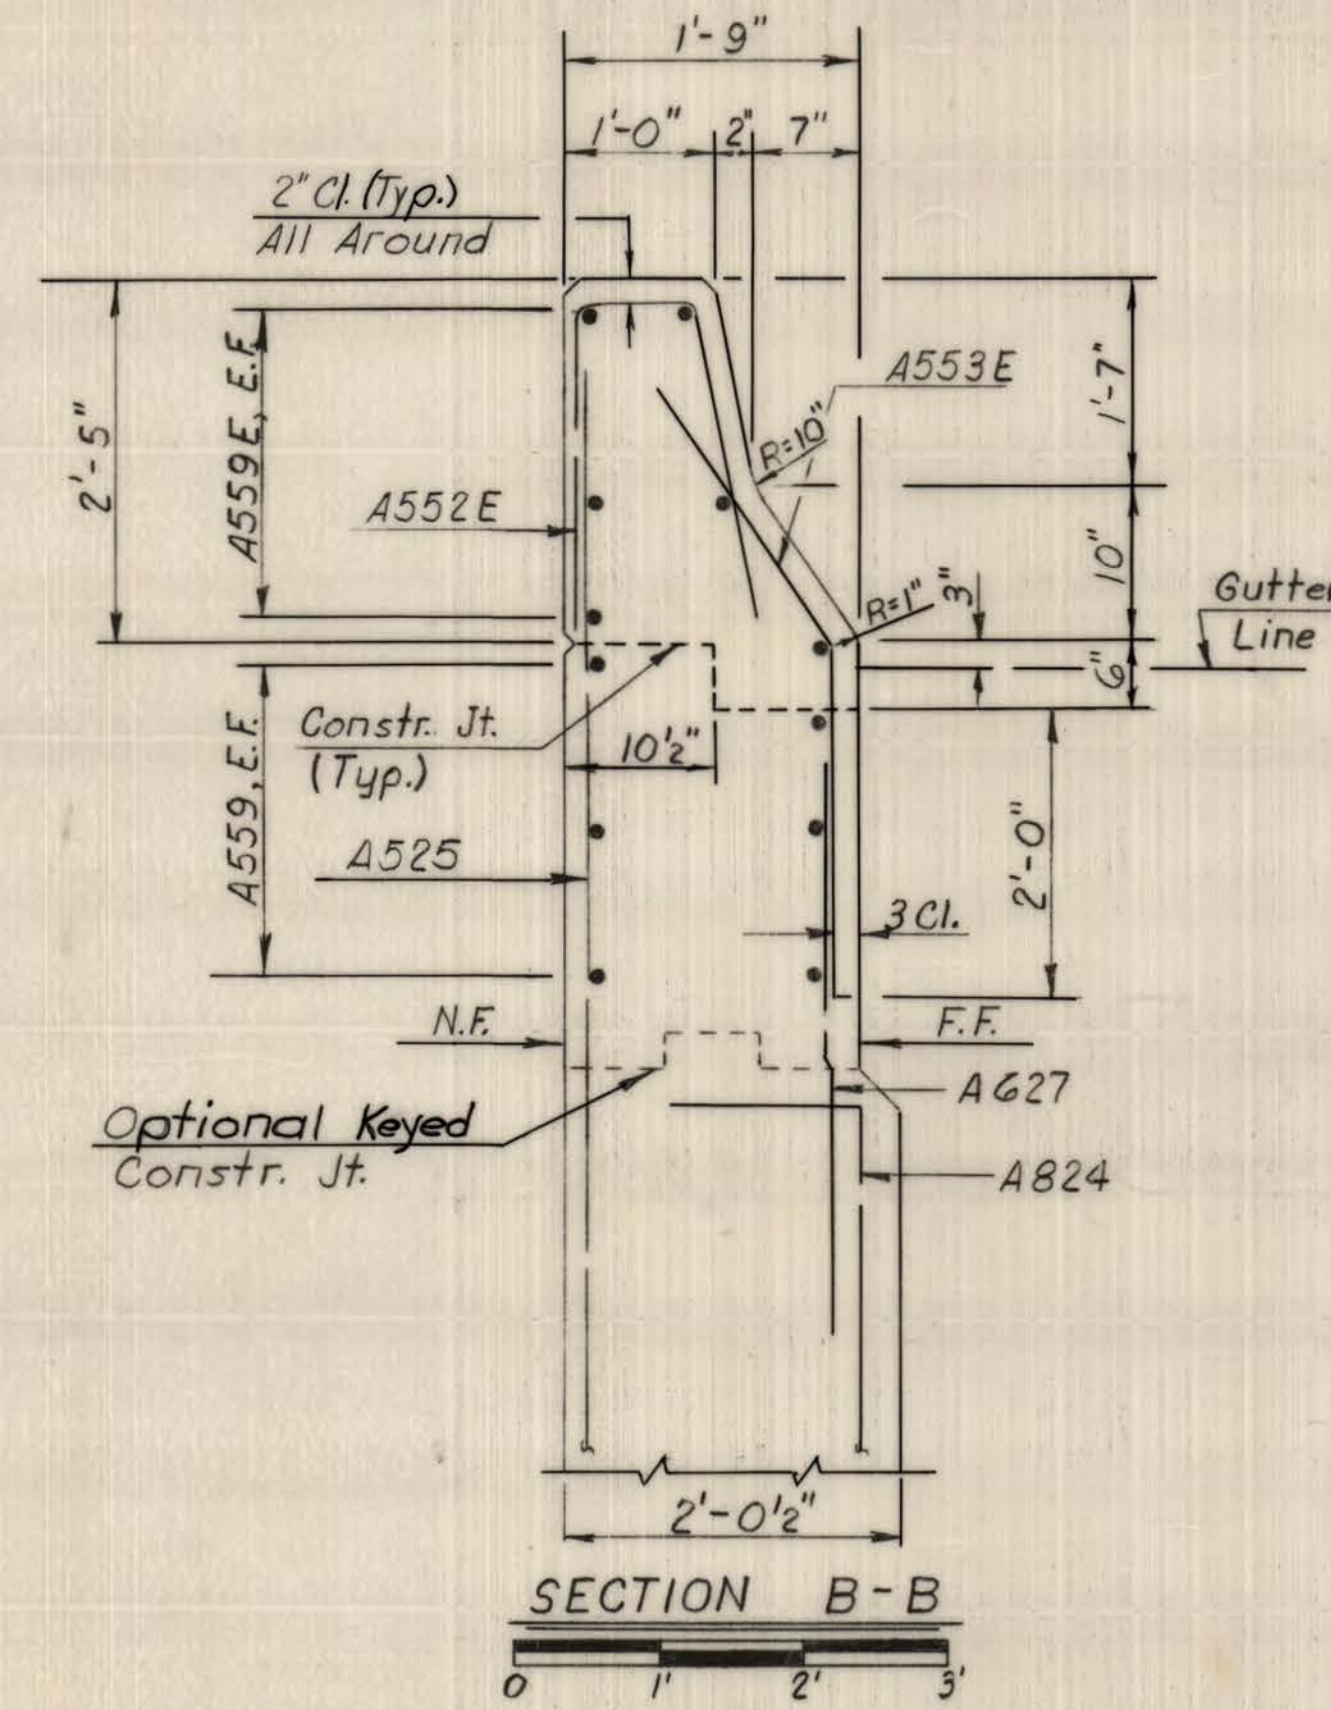 1'-9"
1'-0" 2" 7"
2" Cl. (Typ.)
All Around
A553E
1'-7"
R=10"
2'-5"
A559E, E.F.
A552E
10"
3"
R=1"
Gutter
Line
6"
Constr. Jt.
(Typ.)
10½"
A559, E.F.
A525
2'-0"
3 Cl.
N.F.
F.F.
A627
Optional Keyed
Constr. Jt.
A824
2'-0½"
SECTION B-B
0 1' 2' 3'